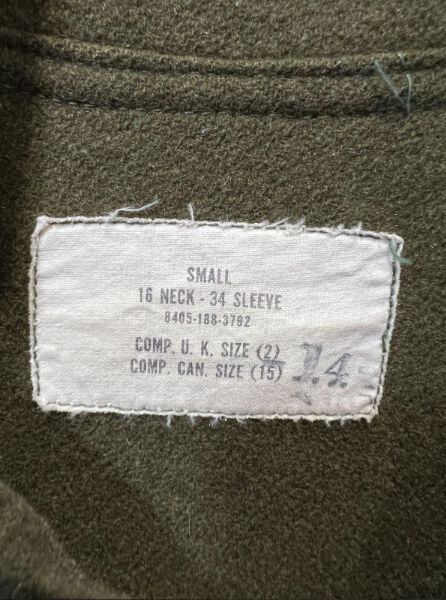 SMALL
16 NECK - 34 SLEEVE
8405-188-3792
COMP. U. K. SIZE (2)
COMP. CAN. SIZE (15)